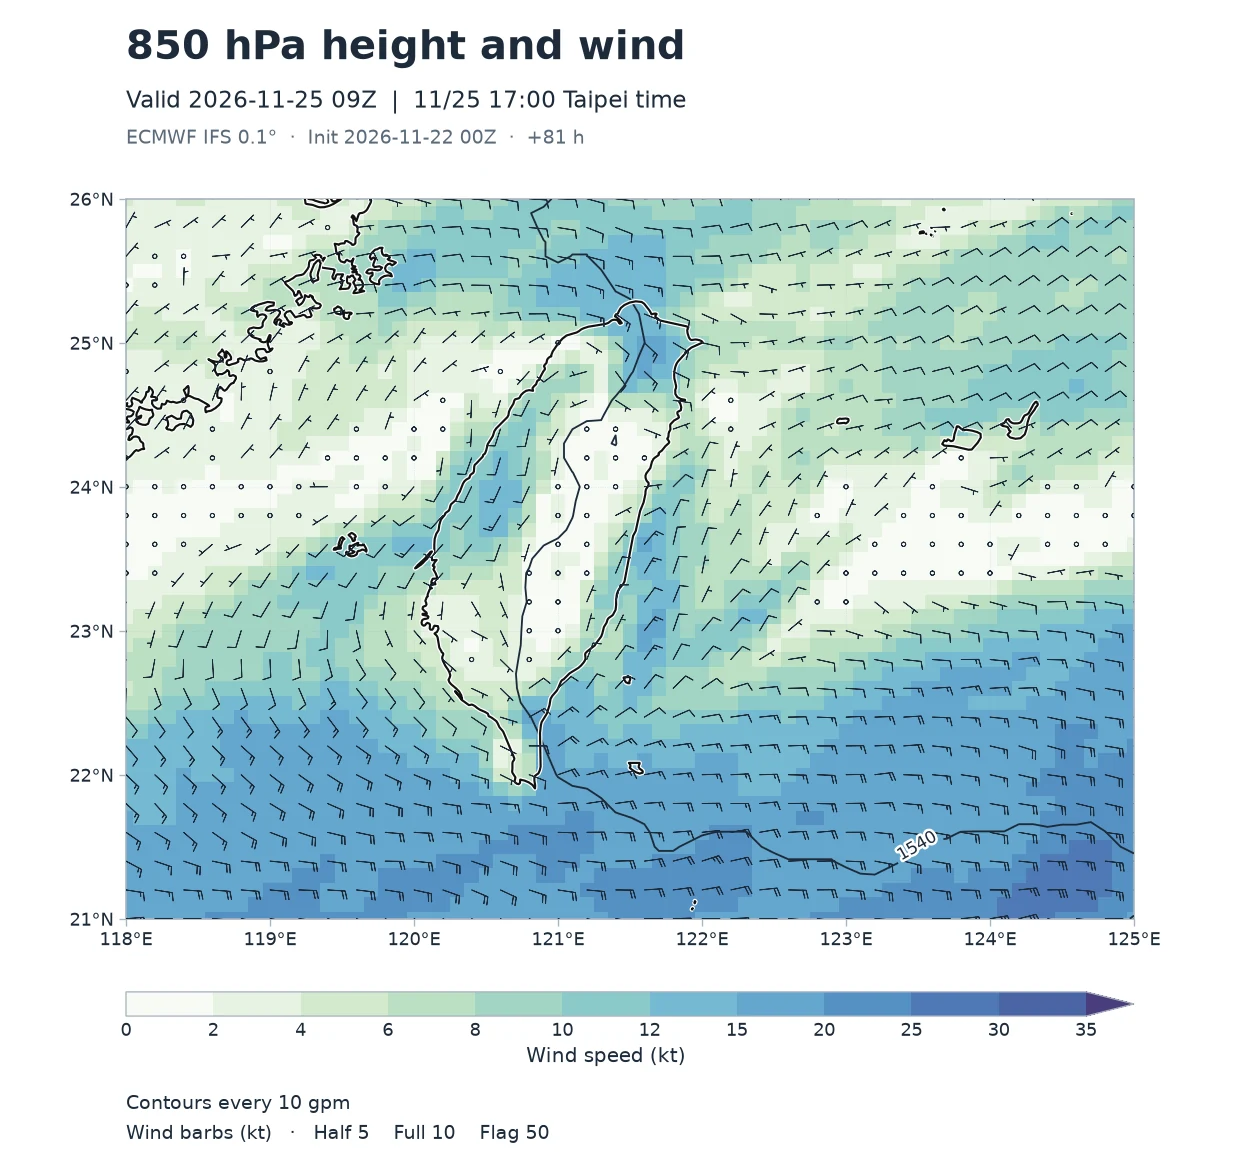 850 hPa height and wind
Valid 2026-11-25 09Z | 11/25 17:00 Taipei time
ECMWF IFS 0.1° · Init 2026-11-22 00Z · +81 h
26°N
25°N
24°N
23°N
22°N
21°N
1540
118°E 119°E 120°E 121°E 122°E 123°E 124°E 125°E
0 2 4 6 8 10 12 15 20 25 30 35
Wind speed (kt)
Contours every 10 gpm
Wind barbs (kt) · Half 5 Full 10 Flag 50